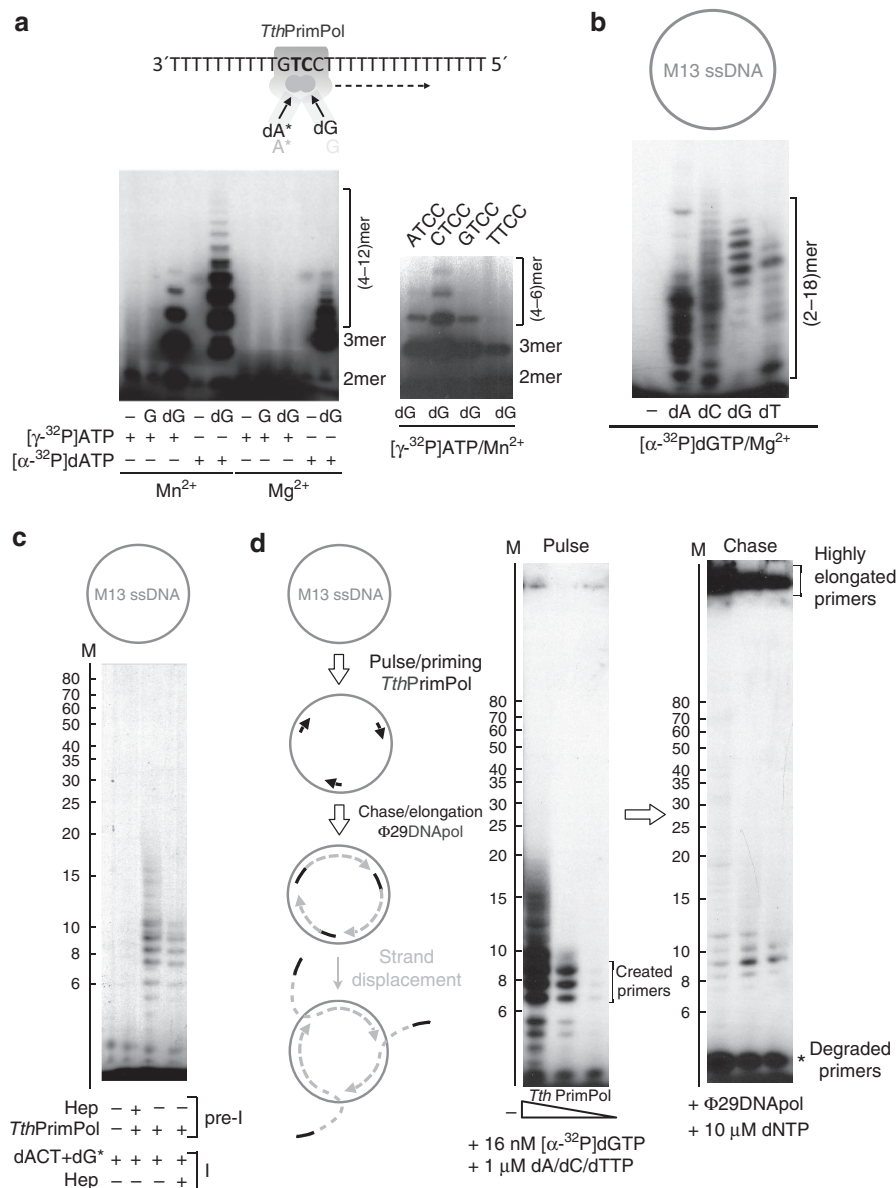 a
TthPrimPol
3´TTTTTTTTTTGTCCTTTTTTTTTTTTTTTT 5´
dA* dG
A* G
(4–12)mer
3mer
2mer
– G dG – dG – G dG – dG
[γ-³²P]ATP + + + – – + + + – –
[α-³²P]dATP – – – + + – – – + +
Mn²⁺ Mg²⁺
ATCC CTCC GTCC TTCC
(4–6)mer
3mer
2mer
dG dG dG dG
[γ-³²P]ATP/Mn²⁺
b
M13 ssDNA
(2–18)mer
– dA dC dG dT
[α-³²P]dGTP/Mg²⁺
c
M13 ssDNA
M
80
70
60
50
40
35
30
25
20
15
10
9
8
6
Hep – + – –
TthPrimPol – + + +
pre-I
dACT+dG* + + + +
Hep – – – +
I
d
M13 ssDNA
Pulse/priming
TthPrimPol
Chase/elongation
Φ29DNApol
Strand
displacement
M Pulse
80
70
60
50
40
35
30
25
20
15
10
8
6
Created
primers
– Tth PrimPol
+ 16 nM [α-³²P]dGTP
+ 1 μM dA/dC/dTTP
M Chase
80
70
60
50
40
35
30
25
20
15
10
8
6
Highly
elongated
primers
* Degraded
primers
+ Φ29DNApol
+ 10 μM dNTP